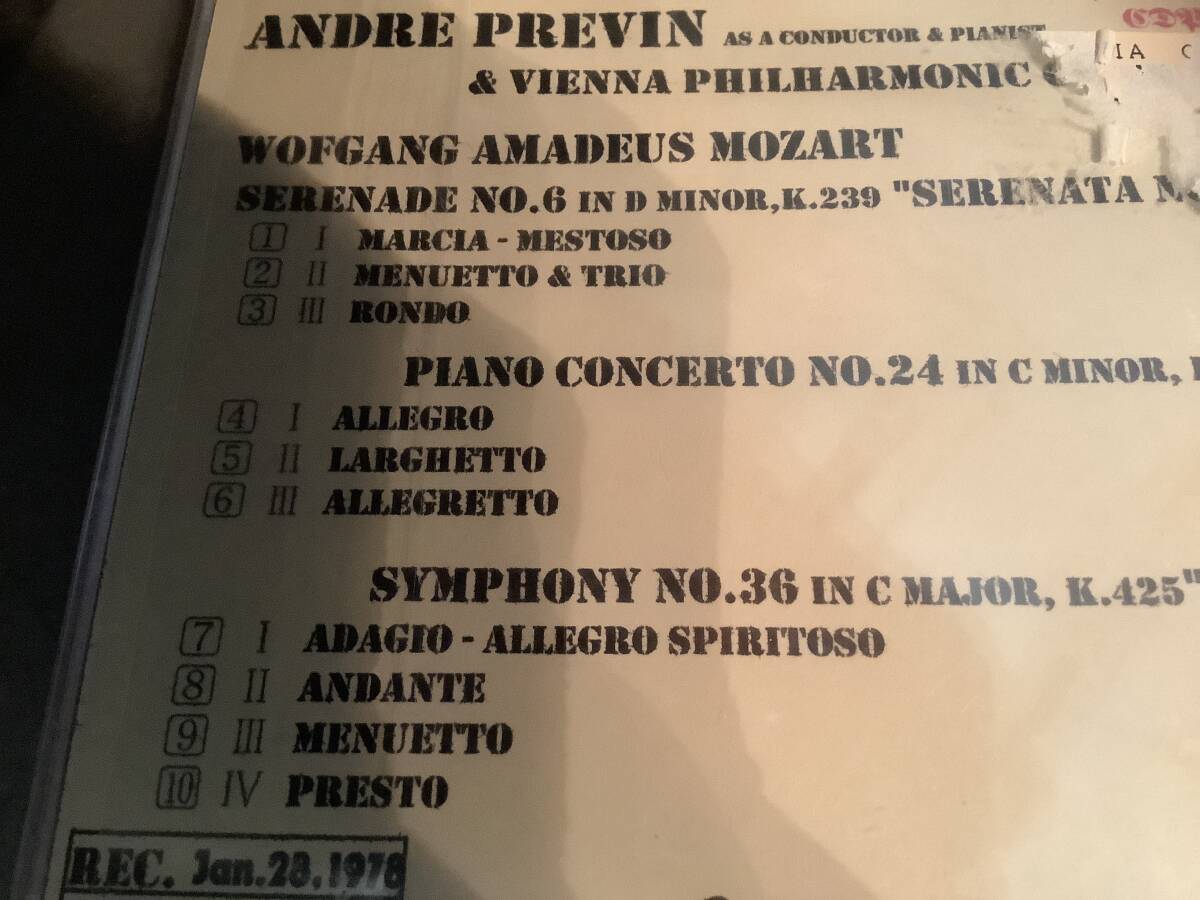 ANDRE PREVIN AS A CONDUCTOR & PIANIST
IA C
& VIENNA PHILHARMONIC
WOFGANG AMADEUS MOZART
SERENADE NO.6 IN D MINOR,K.239 "SERENATA
1 I MARCIA - MESTOSO
2 II MENUETTO & TRIO
3 III RONDO
PIANO CONCERTO NO.24 IN C MINOR,
4 I ALLEGRO
5 II LARGHETTO
6 III ALLEGRETTO
SYMPHONY NO.36 IN C MAJOR, K.425"
7 I ADAGIO - ALLEGRO SPIRITOSO
8 II ANDANTE
9 III MENUETTO
10 IV PRESTO
REC. Jan.28,1978